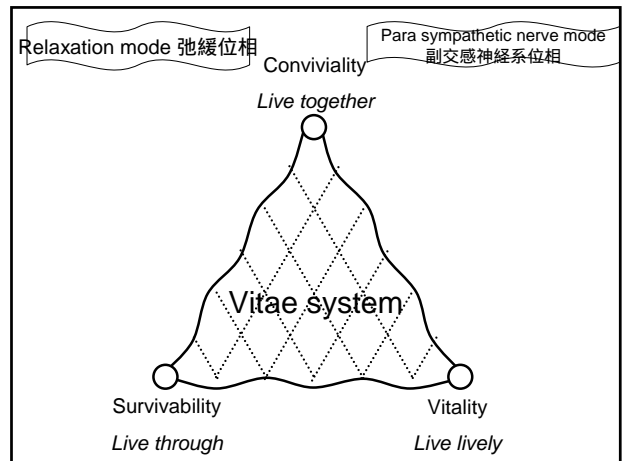 Relaxation mode 弛緩位相
Para sympathetic nerve mode
副交感神経系位相
Conviviality
Live together
Vitae system
Survivability
Vitality
Live through
Live lively